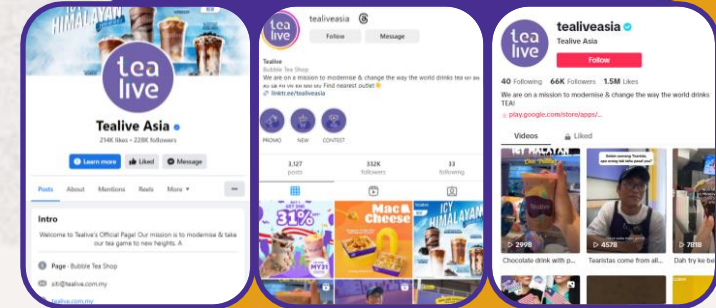 HIMALAYAN
tea
live
Tealive Asia
214K likes • 228K followers
Learn more
Liked
Message
Posts
About
Mentions
Reels
More
Intro
Welcome to Tealive's Official Page! Our mission is to modernise & take
our tea game to new heights. A
Page · Bubble Tea Shop
tealive.com.my
tea
live
tealiveasia
Follow
Message
Tealive
Bubble Tea Shop
We are on a mission to modernise & change the way the world drinks tea
Find nearest outlet
linktr.ee/tealiveasia
PROMO
NEW
CONTEST
3,127
posts
332K
followers
33
following
31%
Mac &
Cheese
ICY
HIMALAYAN
tea
live
tealiveasia
Tealive Asia
Follow
40 Following 66K Followers 1.5M Likes
We are on a mission to modernise & change the way the world drinks
TEA!
play.google.com/store/apps/...
Videos
Liked
2998
4578
7818
Chocolate drink with p...
Tearistas come from all...
Dah try ke be